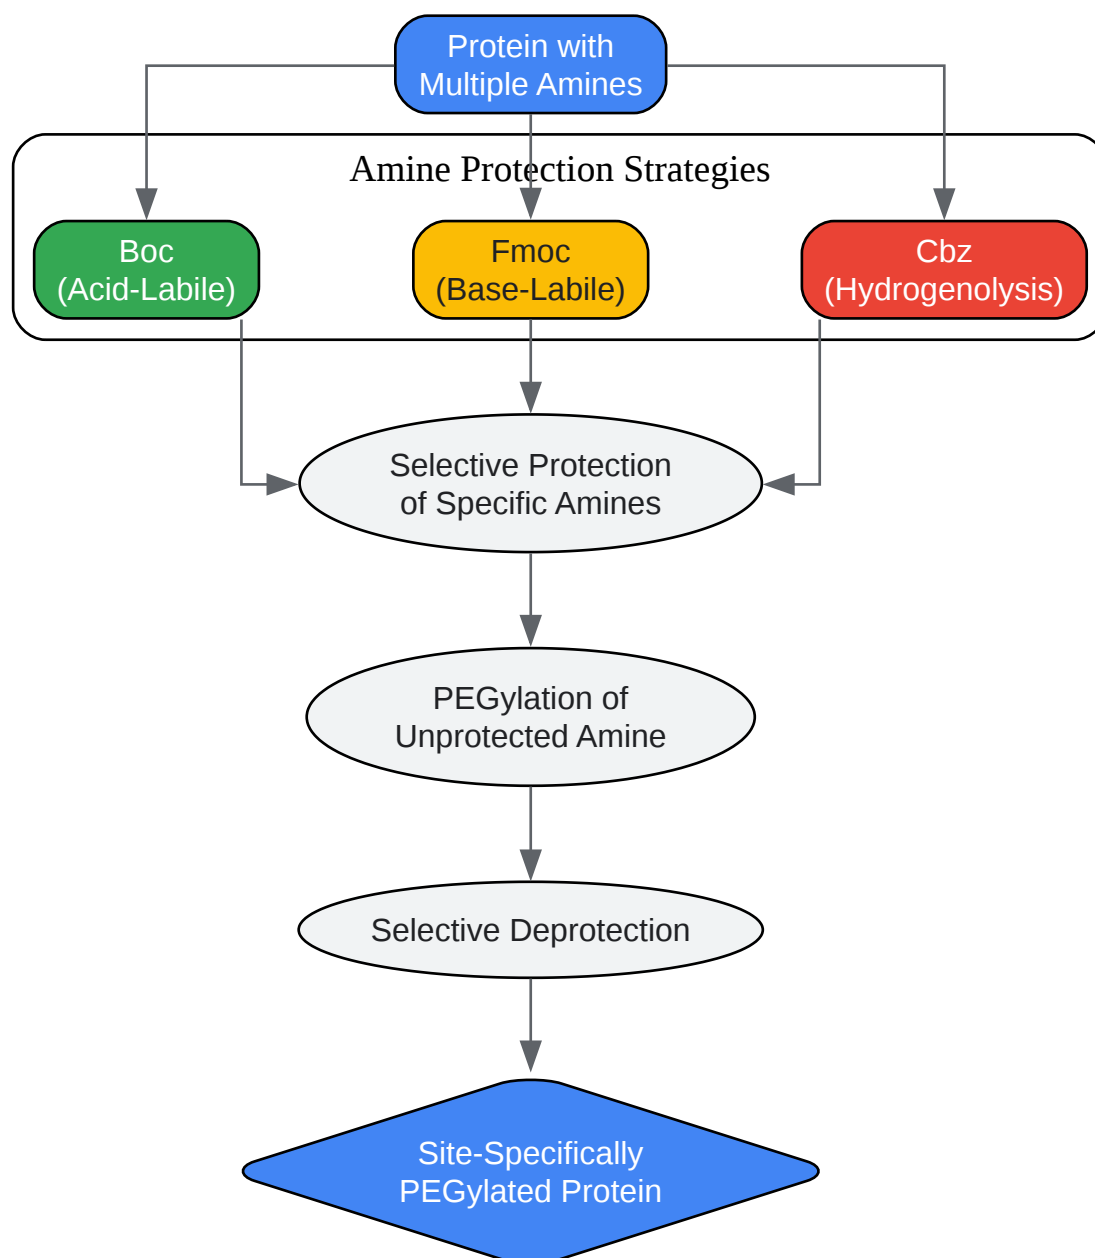 Protein with
Multiple Amines
Amine Protection Strategies
Boc
(Acid-Labile)
Fmoc
(Base-Labile)
Cbz
(Hydrogenolysis)
Selective Protection
of Specific Amines
PEGylation of
Unprotected Amine
Selective Deprotection
Site-Specifically
PEGylated Protein